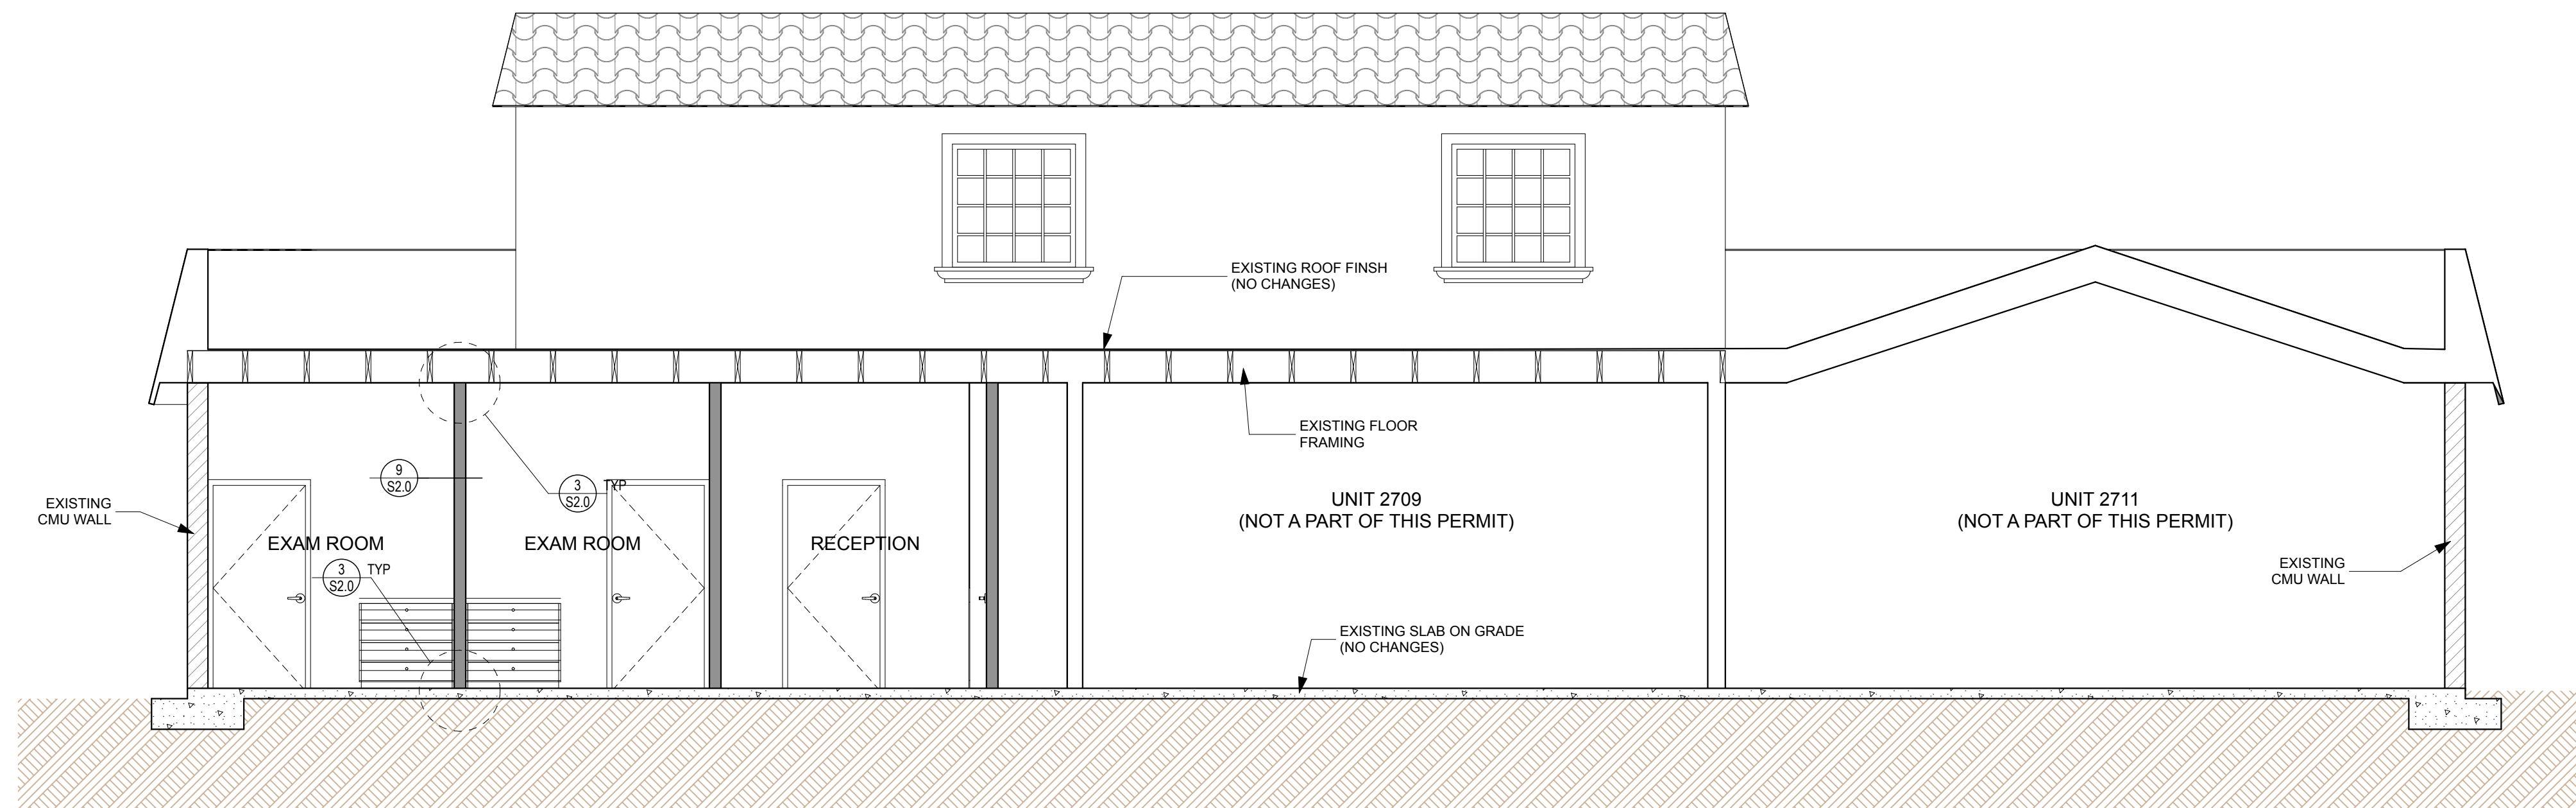 EXISTING ROOF FINSH
(NO CHANGES)
EXISTING FLOOR
FRAMING
9
S2.0
3
S2.0
TYP
EXISTING
CMU WALL
UNIT 2709
(NOT A PART OF THIS PERMIT)
UNIT 2711
(NOT A PART OF THIS PERMIT)
EXAM ROOM
EXAM ROOM
RECEPTION
3
S2.0
TYP
EXISTING
CMU WALL
EXISTING SLAB ON GRADE
(NO CHANGES)